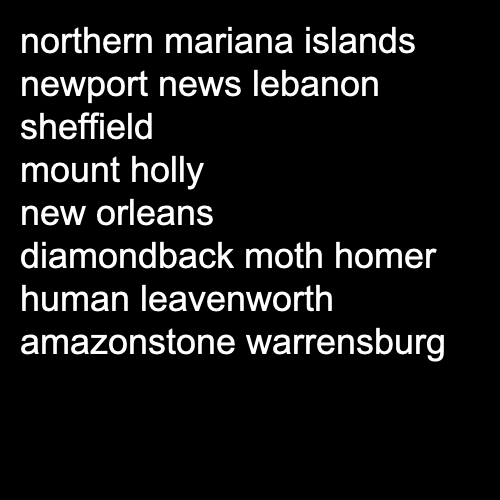 northern mariana islands
newport news lebanon
sheffield
mount holly
new orleans
diamondback moth homer
human leavenworth
amazonstone warrensburg